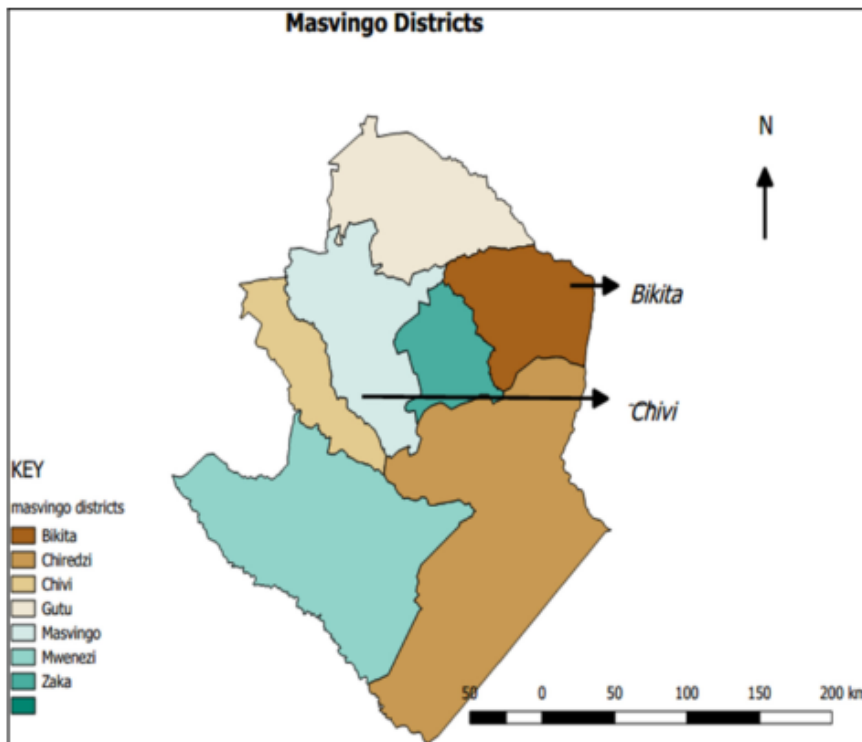 Masvingo Districts
N
Bikita
Chivi
KEY
masvingo districts
Bikita
Chiredzi
Chivi
Gutu
Masvingo
Mwenezi
Zaka
50 0 50 100 150 200 km